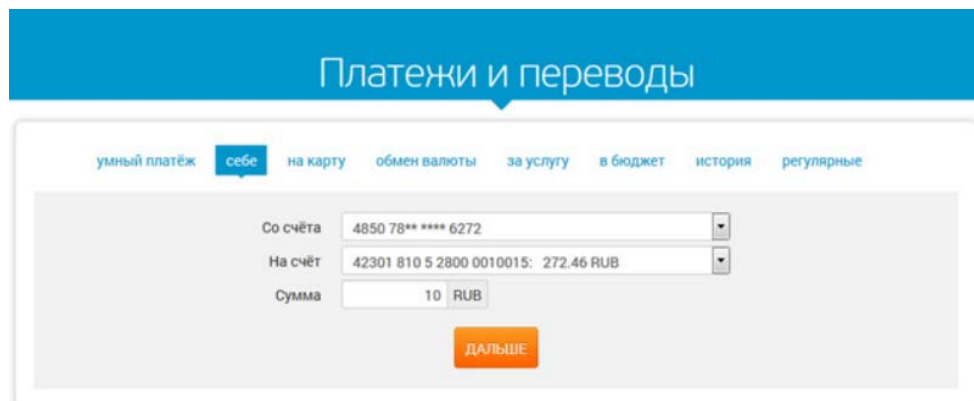 Платежи и переводы
умный платёж себе на карту обмен валюты за услугу в бюджет история регулярные
Со счёта 4850 78** **** 6272
На счёт 42301 810 5 2800 0010015: 272.46 RUB
Сумма 10 RUB
ДАЛЬШЕ